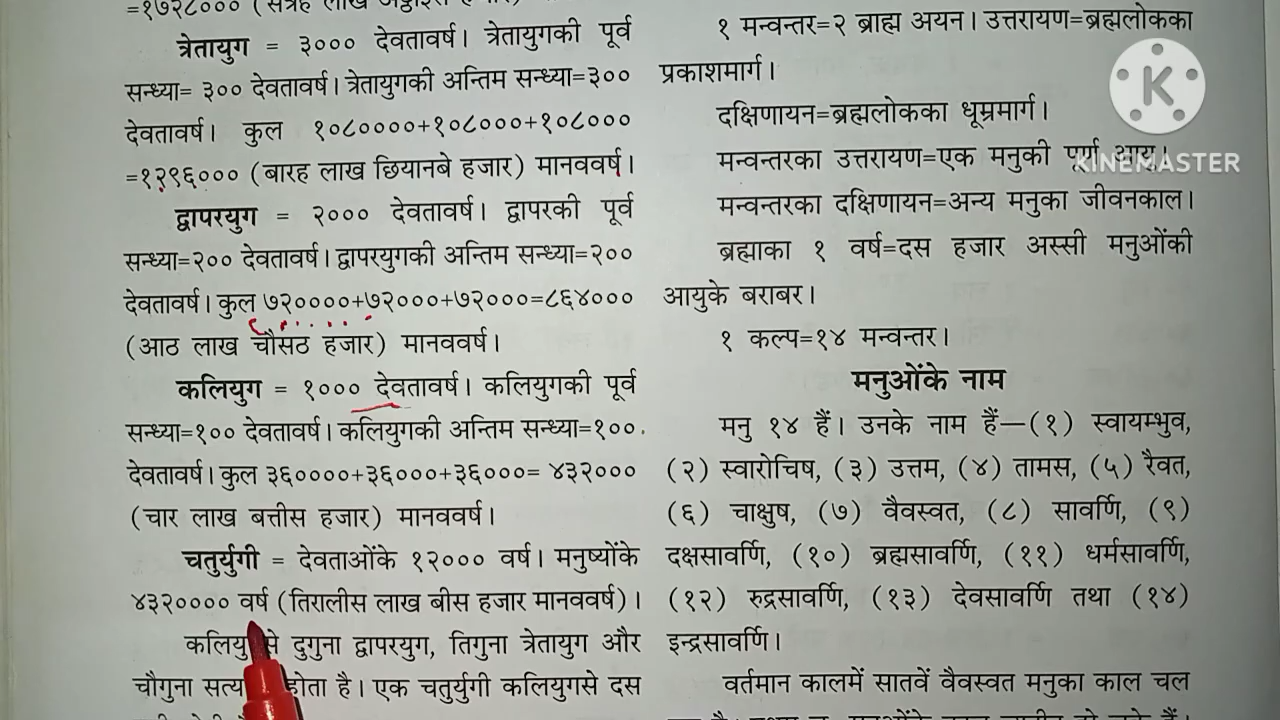 =१७२८००० (सत्रह लाख अट्ठाइस हजार)
त्रेतायुग = ३००० देवतावर्ष। त्रेतायुगकी पूर्व
सन्ध्या= ३०० देवतावर्ष। त्रेतायुगकी अन्तिम सन्ध्या=३००
देवतावर्ष। कुल १०८००००+१०८०००+१०८०००
=१२९६००० (बारह लाख छियानबे हजार) मानववर्ष।
द्वापरयुग = २००० देवतावर्ष। द्वापरकी पूर्व
सन्ध्या=२०० देवतावर्ष। द्वापरयुगकी अन्तिम सन्ध्या=२००
देवतावर्ष। कुल ७२००००+७२०००+७२०००=८६४०००
(आठ लाख चौसठ हजार) मानववर्ष।
कलियुग = १००० देवतावर्ष। कलियुगकी पूर्व
सन्ध्या=१०० देवतावर्ष। कलियुगकी अन्तिम सन्ध्या=१००
देवतावर्ष। कुल ३६००००+३६०००+३६०००= ४३२०००
(चार लाख बत्तीस हजार) मानववर्ष।
चतुर्युगी = देवताओंके १२००० वर्ष। मनुष्योंके
४३२०००० वर्ष (तिरालीस लाख बीस हजार मानववर्ष)।
दुगुना द्वापरयुग, तिगुना त्रेतायुग और
चौगुना होता है। एक चतुर्युगी कलियुगसे दस
१ मन्वन्तर=२ ब्राह्म अयन। उत्तरायण=ब्रह्मलोकका
प्रकाशमार्ग।
दक्षिणायन=ब्रह्मलोकका धूम्रमार्ग।
मन्वन्तरका उत्तरायण=एक मनुकी पूर्ण
मन्वन्तरका दक्षिणायन=अन्य मनुका जीवनकाल।
ब्रह्माका १ वर्ष=दस हजार अस्सी मनुओंकी
आयुके बराबर।
१ कल्प=१४ मन्वन्तर।
मनुओंके नाम
मनु १४ हैं। उनके नाम हैं—(१) स्वायम्भुव,
(२) स्वारोचिष, (३) उत्तम, (४) तामस, (५) रैवत,
(६) चाक्षुष, (७) वैवस्वत, (८) सावर्णि, (९)
दक्षसावर्णि, (१०) ब्रह्मसावर्णि, (११) धर्मसावर्णि,
(१२) रुद्रसावर्णि, (१३) देवसावर्णि तथा (१४)
इन्द्रसावर्णि।
वर्तमान कालमें सातवें वैवस्वत मनुका काल चल
K
KINEMASTER